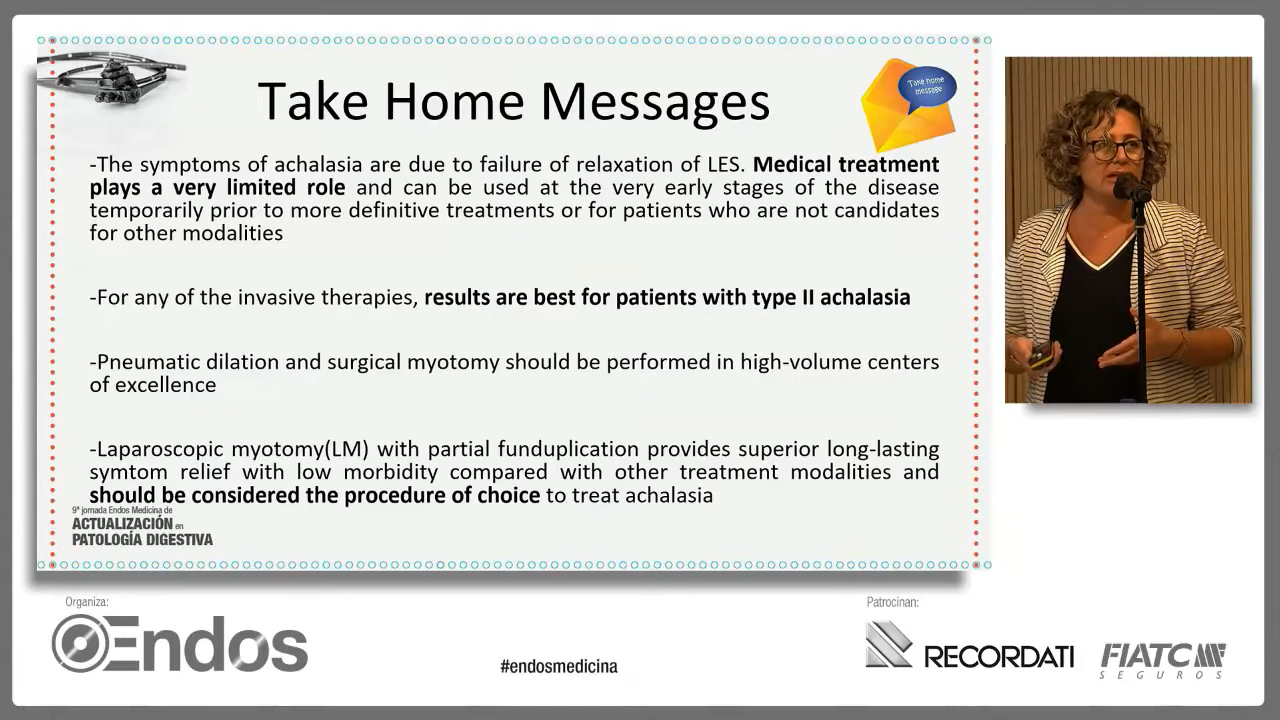 Take Home Messages
Take home
message
-The symptoms of achalasia are due to failure of relaxation of LES. Medical treatment
plays a very limited role and can be used at the very early stages of the disease
temporarily prior to more definitive treatments or for patients who are not candidates
for other modalities
-For any of the invasive therapies, results are best for patients with type II achalasia
-Pneumatic dilation and surgical myotomy should be performed in high-volume centers
of excellence
-Laparoscopic myotomy(LM) with partial funduplication provides superior long-lasting
symtom relief with low morbidity compared with other treatment modalities and
should be considered the procedure of choice to treat achalasia
9ª jornada Endos Medicina de
ACTUALIZACIÓN en
PATOLOGÍA DIGESTIVA
Organiza:
Endos
#endosmedicina
Patrocinan:
RECORDATI
FIATC
SEGUROS